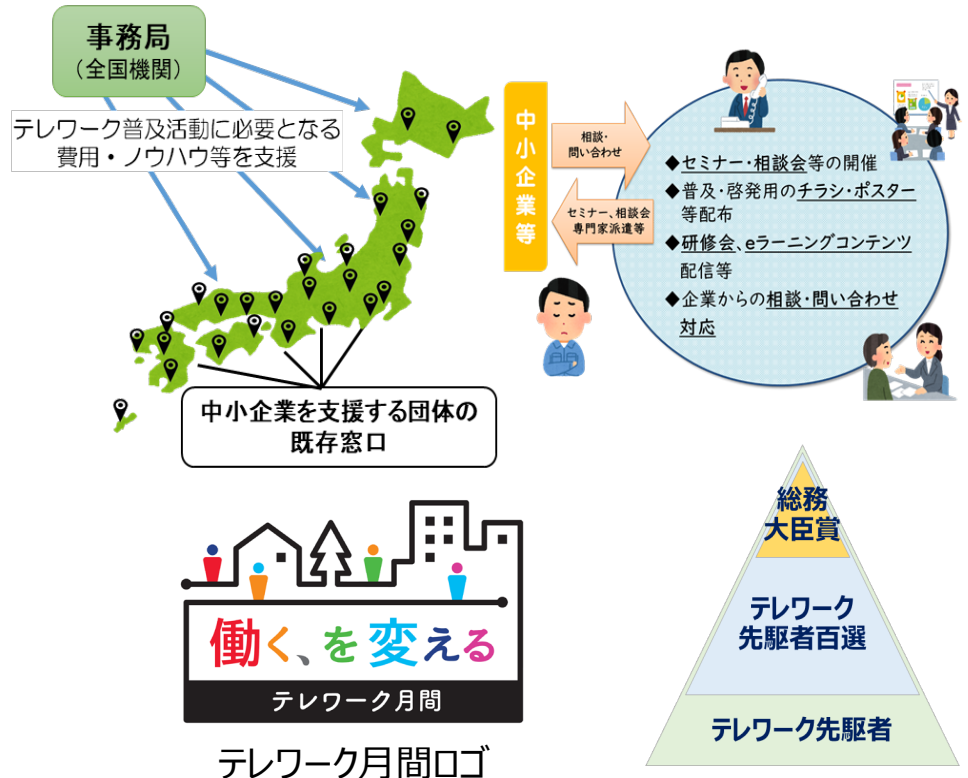 事務局
（全国機関）
テレワーク普及活動に必要となる
費用・ノウハウ等を支援
中小企業を支援する団体の
既存窓口
中小企業等
相談・
問い合わせ
セミナー、相談会
専門家派遣等
◆セミナー・相談会等の開催
◆普及・啓発用のチラシ・ポスター
等配布
◆研修会、eラーニングコンテンツ
配信等
◆企業からの相談・問い合わせ
対応
働く、を変える
テレワーク月間
テレワーク月間ロゴ
総務
大臣賞
テレワーク
先駆者百選
テレワーク先駆者